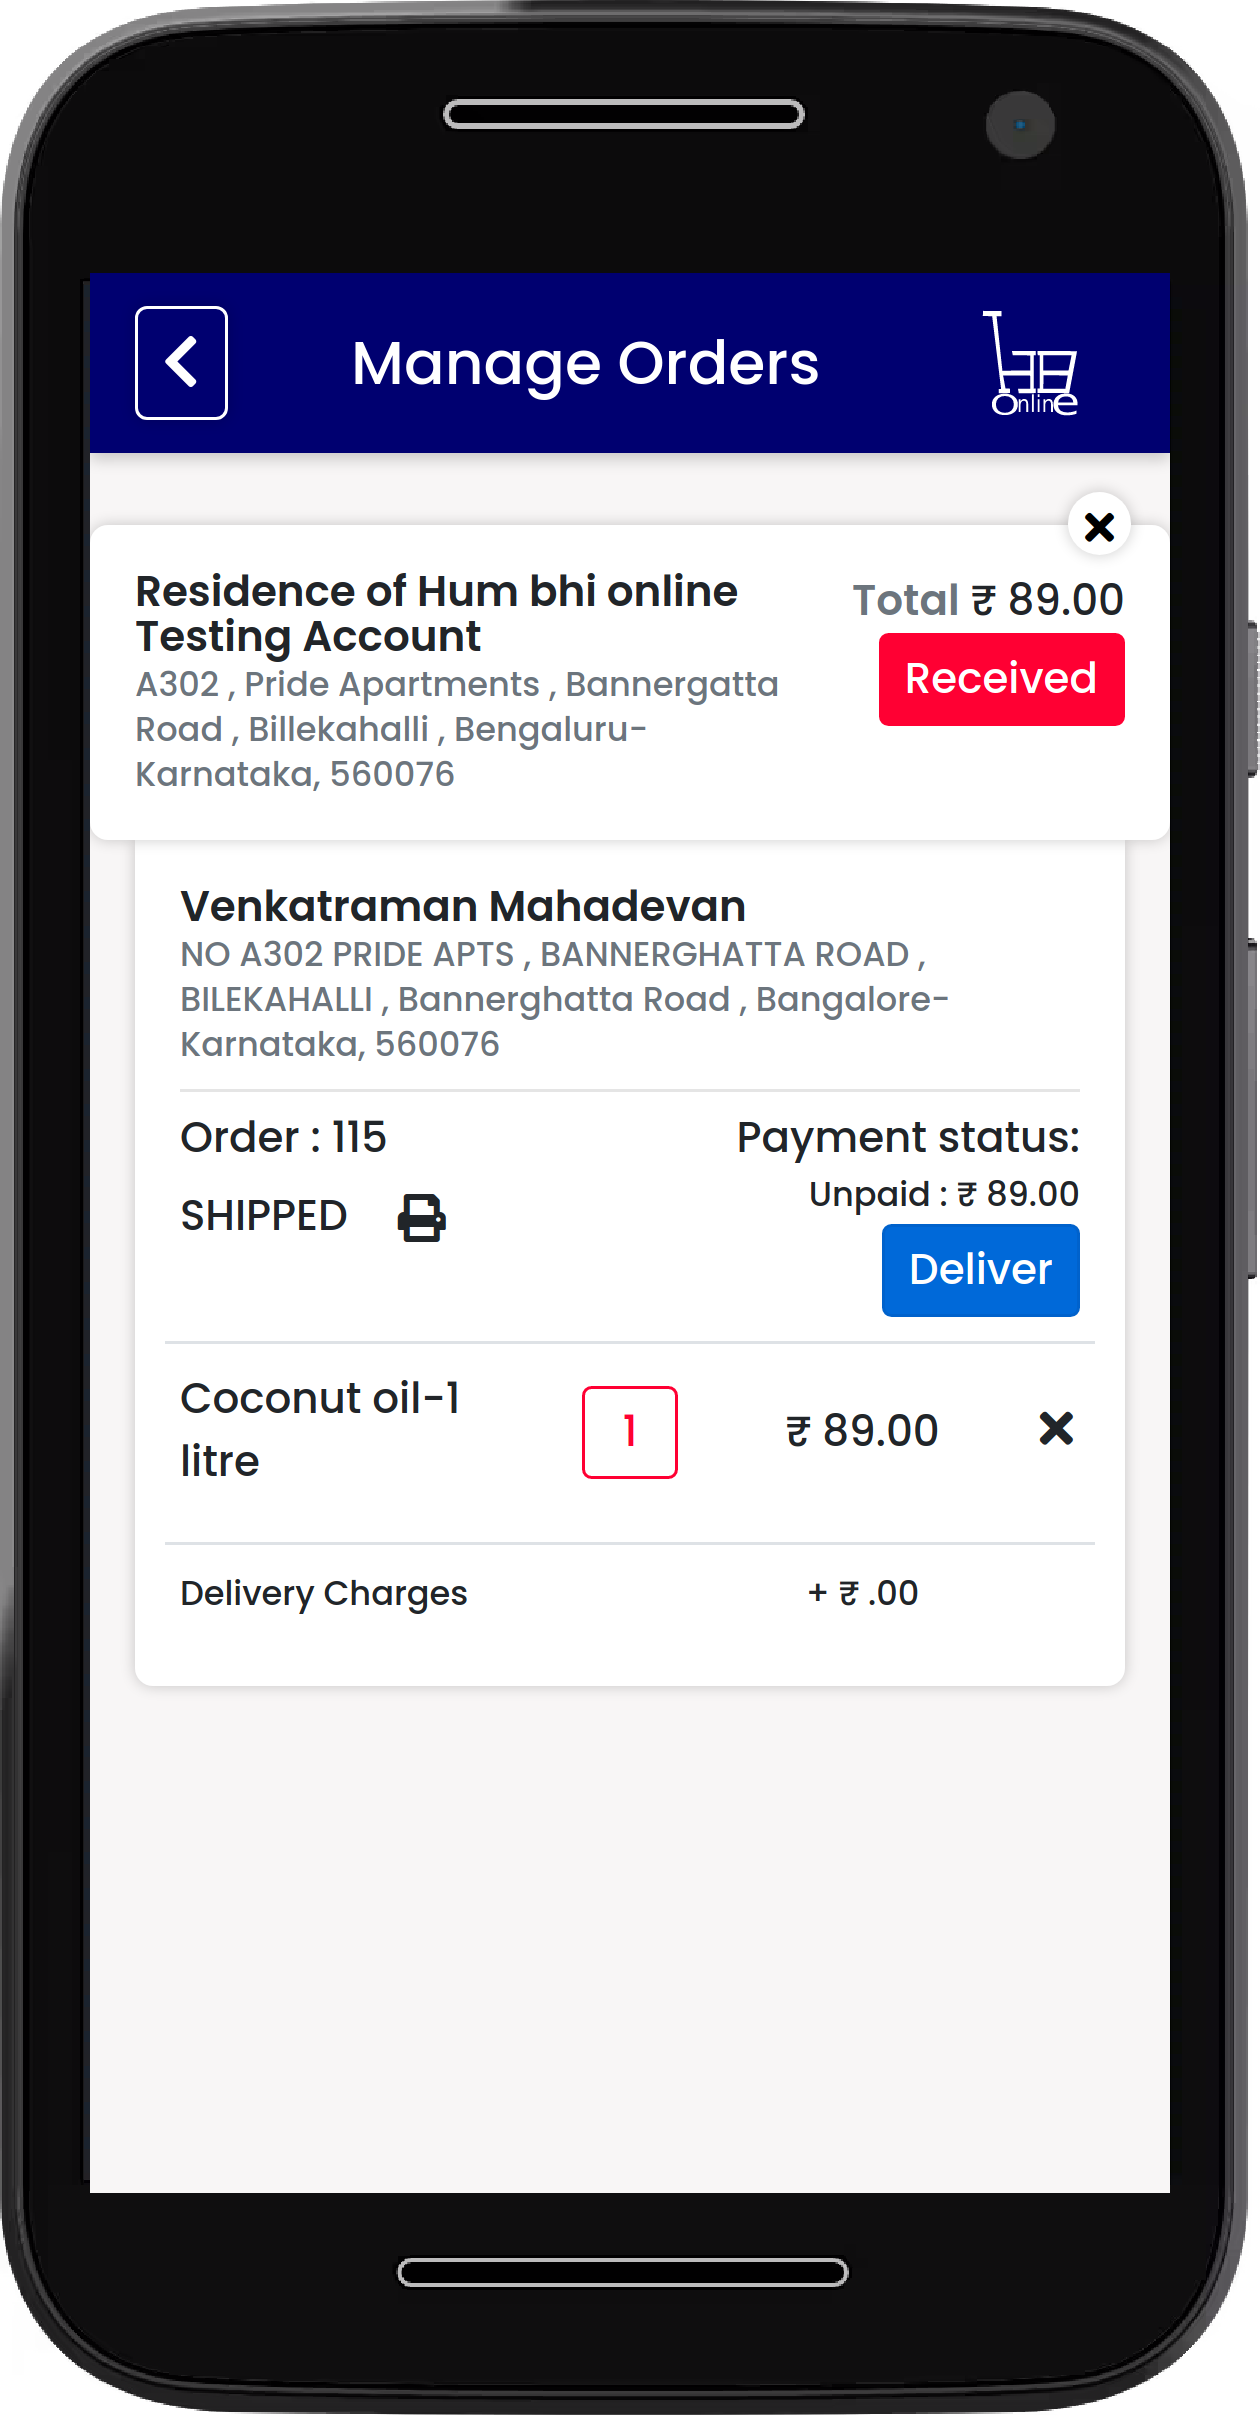 Manage Orders
OnlinE
Residence of Hum bhi online
Testing Account
Total ₹ 89.00
Received
A302 , Pride Apartments , Bannergatta
Road , Billekahalli , Bengaluru-
Karnataka, 560076
Venkatraman Mahadevan
NO A302 PRIDE APTS , BANNERGHATTA ROAD ,
BILEKAHALLI , Bannerghatta Road , Bangalore-
Karnataka, 560076
Order : 115
Payment status:
Unpaid : ₹ 89.00
SHIPPED
Deliver
Coconut oil-1
litre
1
₹ 89.00
Delivery Charges
+ ₹ .00